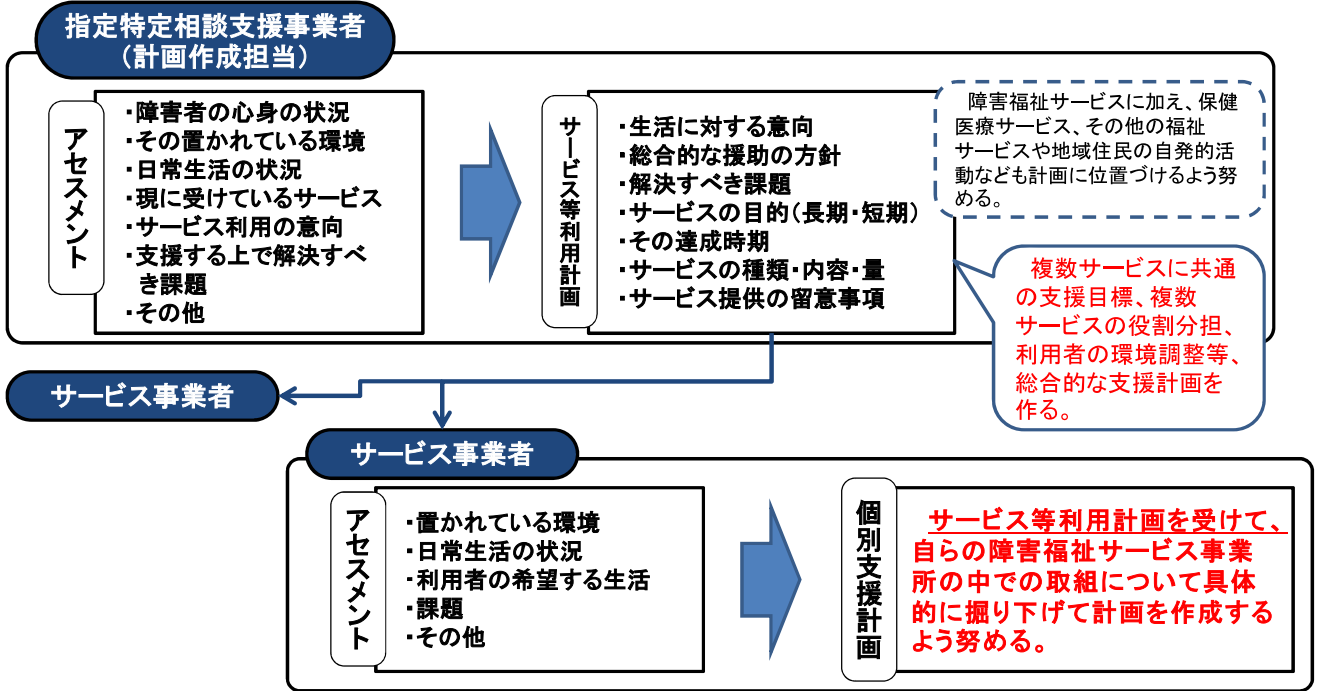 指定特定相談支援事業者
(計画作成担当)
アセスメント
・障害者の心身の状況
・その置かれている環境
・日常生活の状況
・現に受けているサービス
・サービス利用の意向
・支援する上で解決すべ
き課題
・その他
サービス等利用計画
・生活に対する意向
・総合的な援助の方針
・解決すべき課題
・サービスの目的(長期・短期)
・その達成時期
・サービスの種類・内容・量
・サービス提供の留意事項
障害福祉サービスに加え、保健
医療サービス、その他の福祉
サービスや地域住民の自発的活
動なども計画に位置づけるよう努
める。
複数サービスに共通
の支援目標、複数
サービスの役割分担、
利用者の環境調整等、
総合的な支援計画を
作る。
サービス事業者
サービス事業者
アセスメント
・置かれている環境
・日常生活の状況
・利用者の希望する生活
・課題
・その他
個別支援計画
サービス等利用計画を受けて、
自らの障害福祉サービス事業
所の中での取組について具体
的に掘り下げて計画を作成する
よう努める。